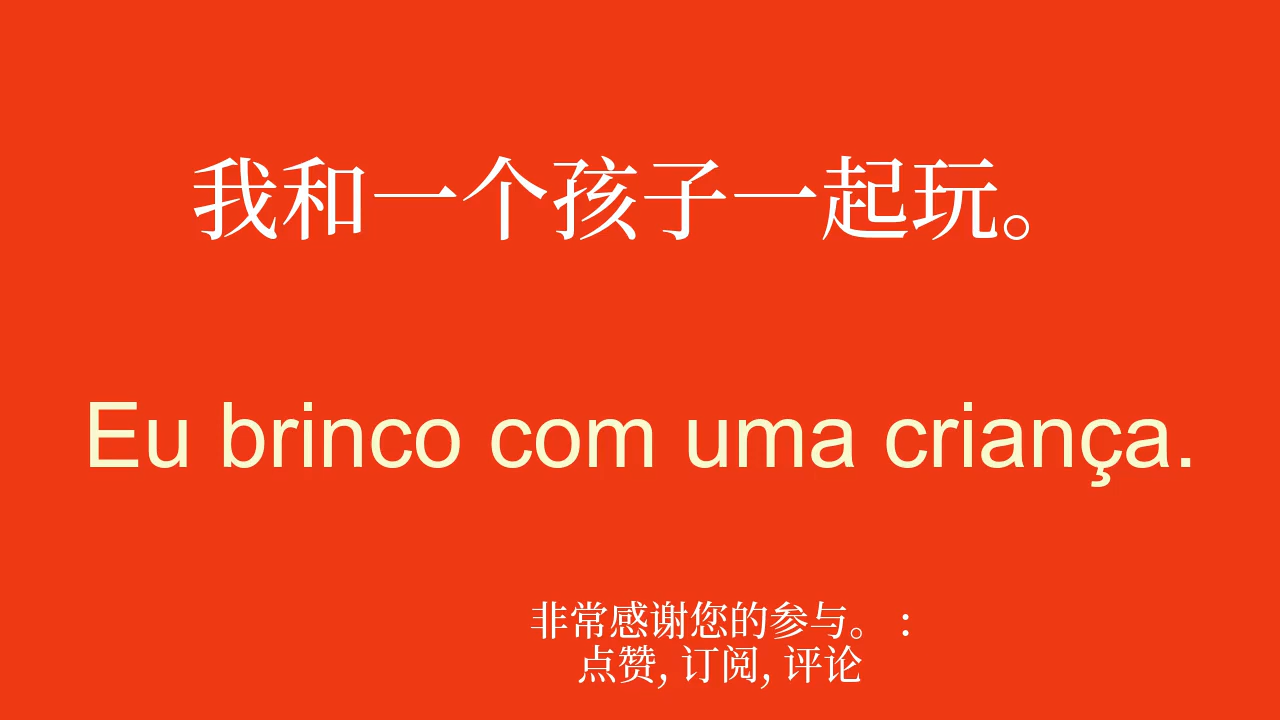 我和一个孩子一起玩。
Eu brinco com uma criança.
非常感谢您的参与。 :
点赞, 订阅, 评论